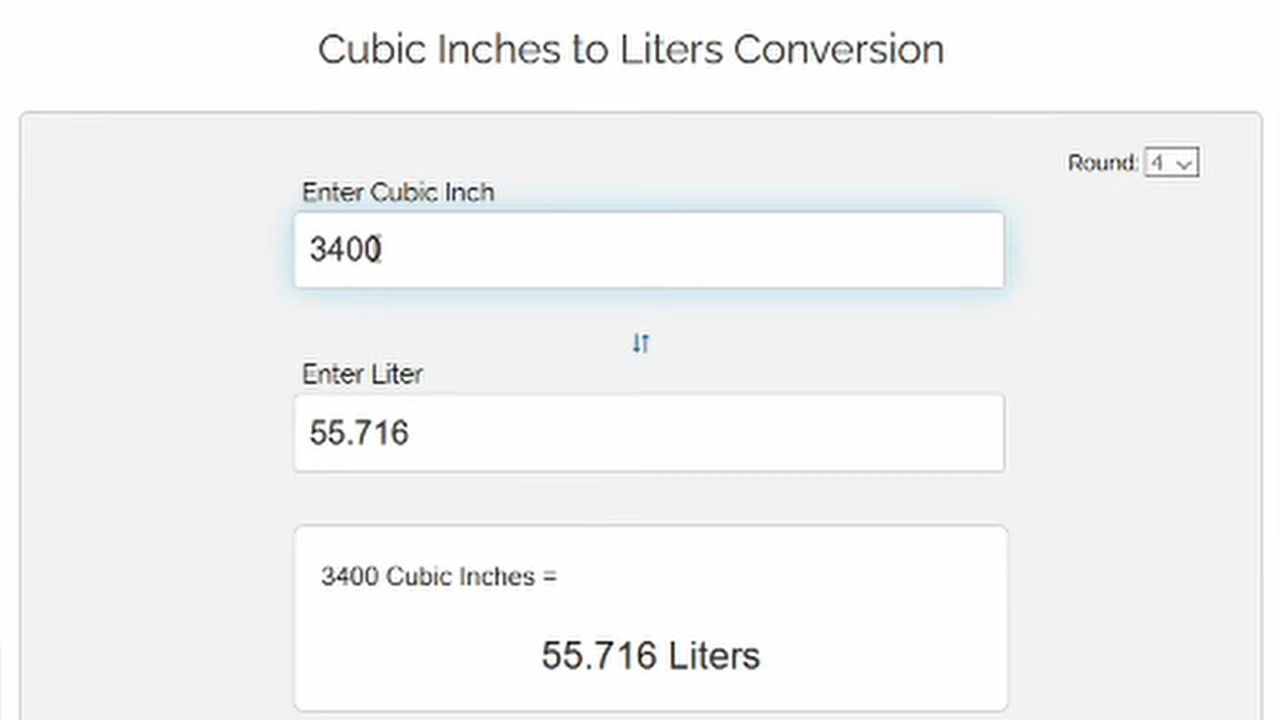 Cubic Inches to Liters Conversion
Round: 4
Enter Cubic Inch
3400
Enter Liter
55.716
3400 Cubic Inches =
55.716 Liters